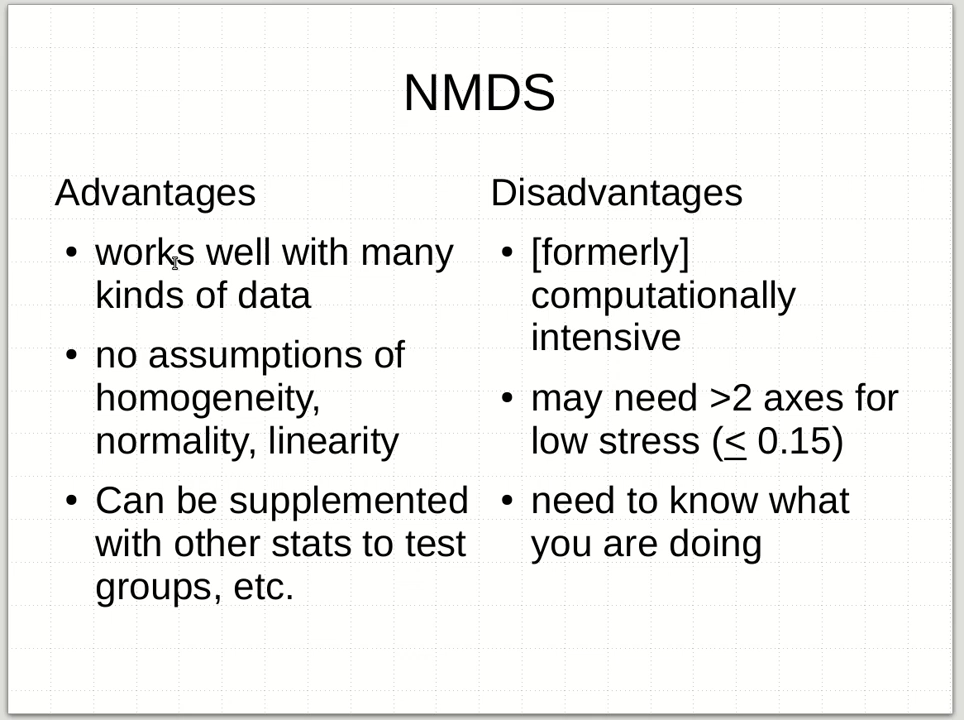 NMDS
Advantages
• works well with many
kinds of data
• no assumptions of
homogeneity,
normality, linearity
• Can be supplemented
with other stats to test
groups, etc.
Disadvantages
• [formerly]
computationally
intensive
• may need >2 axes for
low stress (≤ 0.15)
• need to know what
you are doing